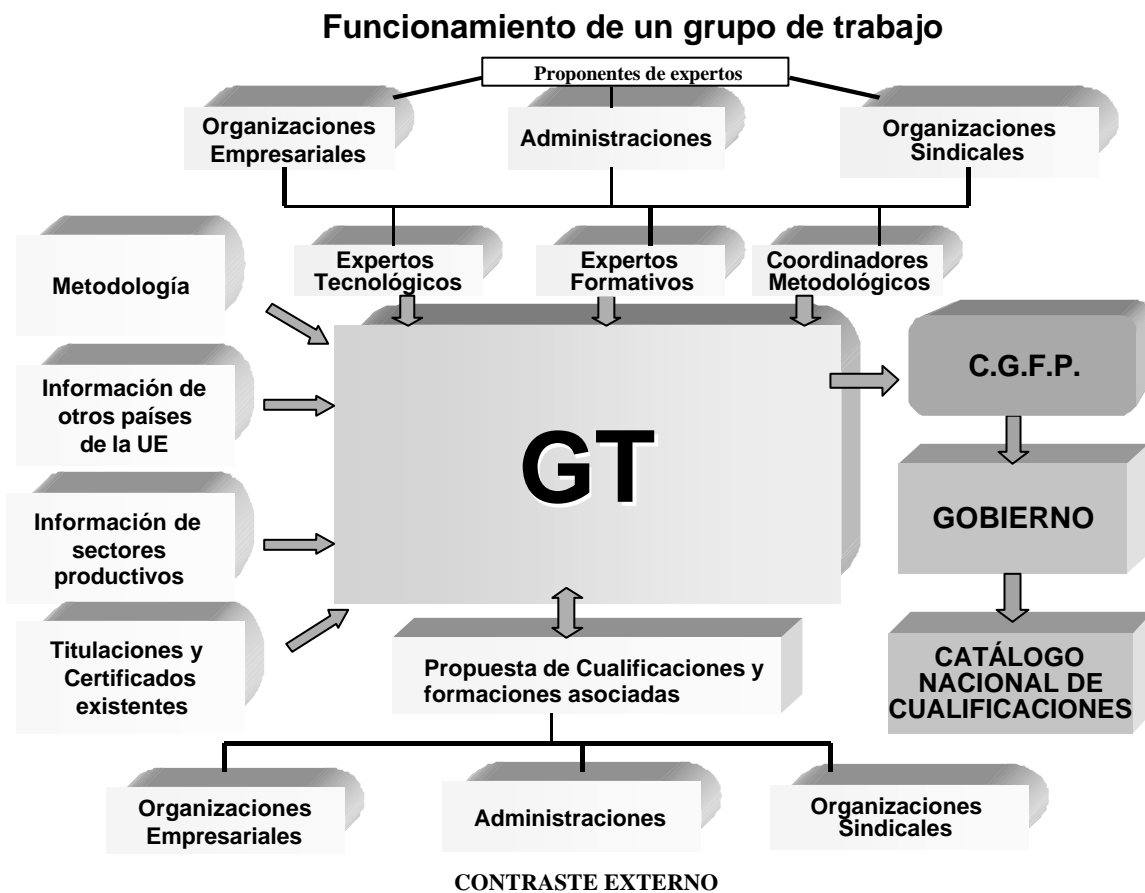 Funcionamiento de un grupo de trabajo
Proponentes de expertos
Organizaciones
Empresariales
Administraciones
Organizaciones
Sindicales
Metodología
Expertos
Tecnológicos
Expertos
Formativos
Coordinadores
Metodológicos
Información de
otros países
de la UE
Información de
sectores
productivos
Titulaciones y
Certificados
existentes
GT
C.G.F.P.
GOBIERNO
CATÁLOGO
NACIONAL DE
CUALIFICACIONES
Propuesta de Cualificaciones y
formaciones asociadas
Organizaciones
Empresariales
Administraciones
Organizaciones
Sindicales
CONTRASTE EXTERNO